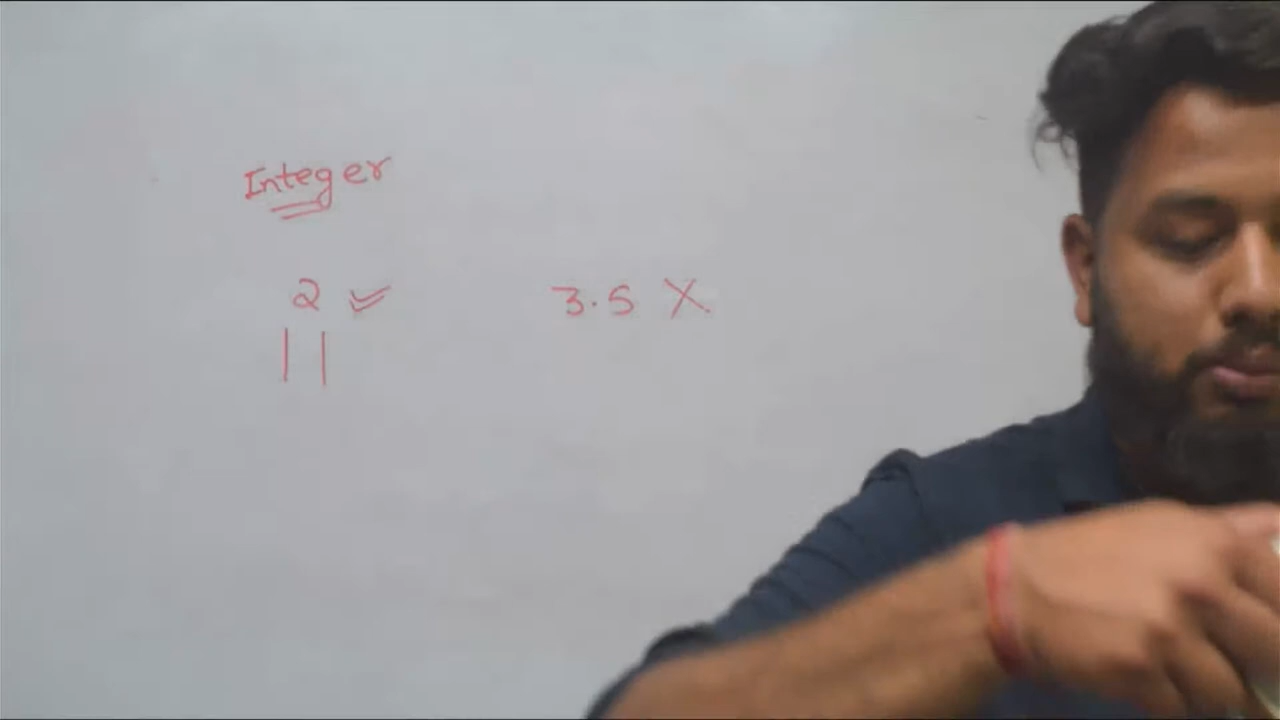 Integer
2 ✓ 3.5 X
||